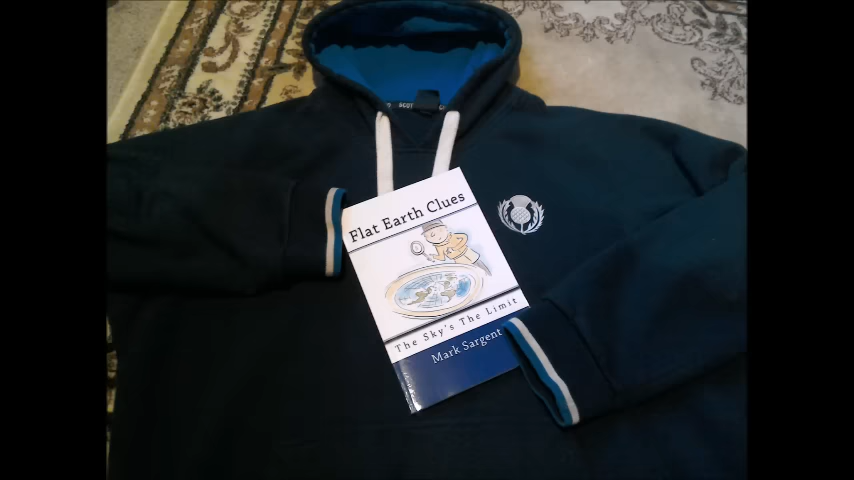 Flat Earth Clues
The Sky's The Limit
Mark Sargent